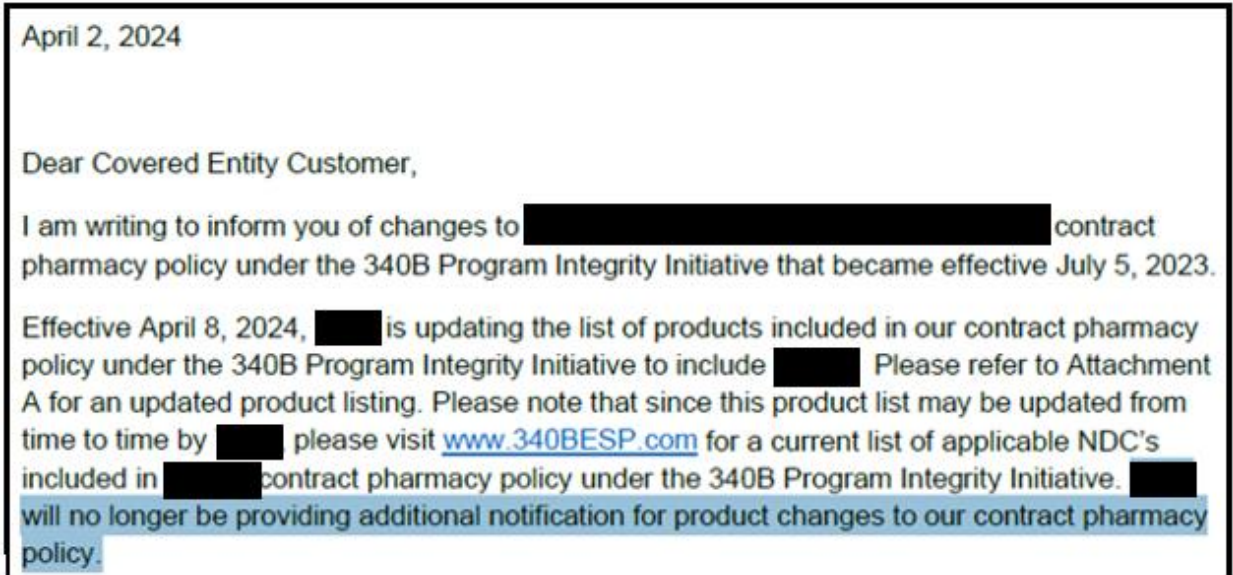 April 2, 2024
Dear Covered Entity Customer,
I am writing to inform you of changes to contract
pharmacy policy under the 340B Program Integrity Initiative that became effective July 5, 2023.
Effective April 8, 2024, is updating the list of products included in our contract pharmacy
policy under the 340B Program Integrity Initiative to include Please refer to Attachment
A for an updated product listing. Please note that since this product list may be updated from
time to time by , please visit www.340BESP.com for a current list of applicable NDC's
included in contract pharmacy policy under the 340B Program Integrity Initiative.
will no longer be providing additional notification for product changes to our contract pharmacy
policy.